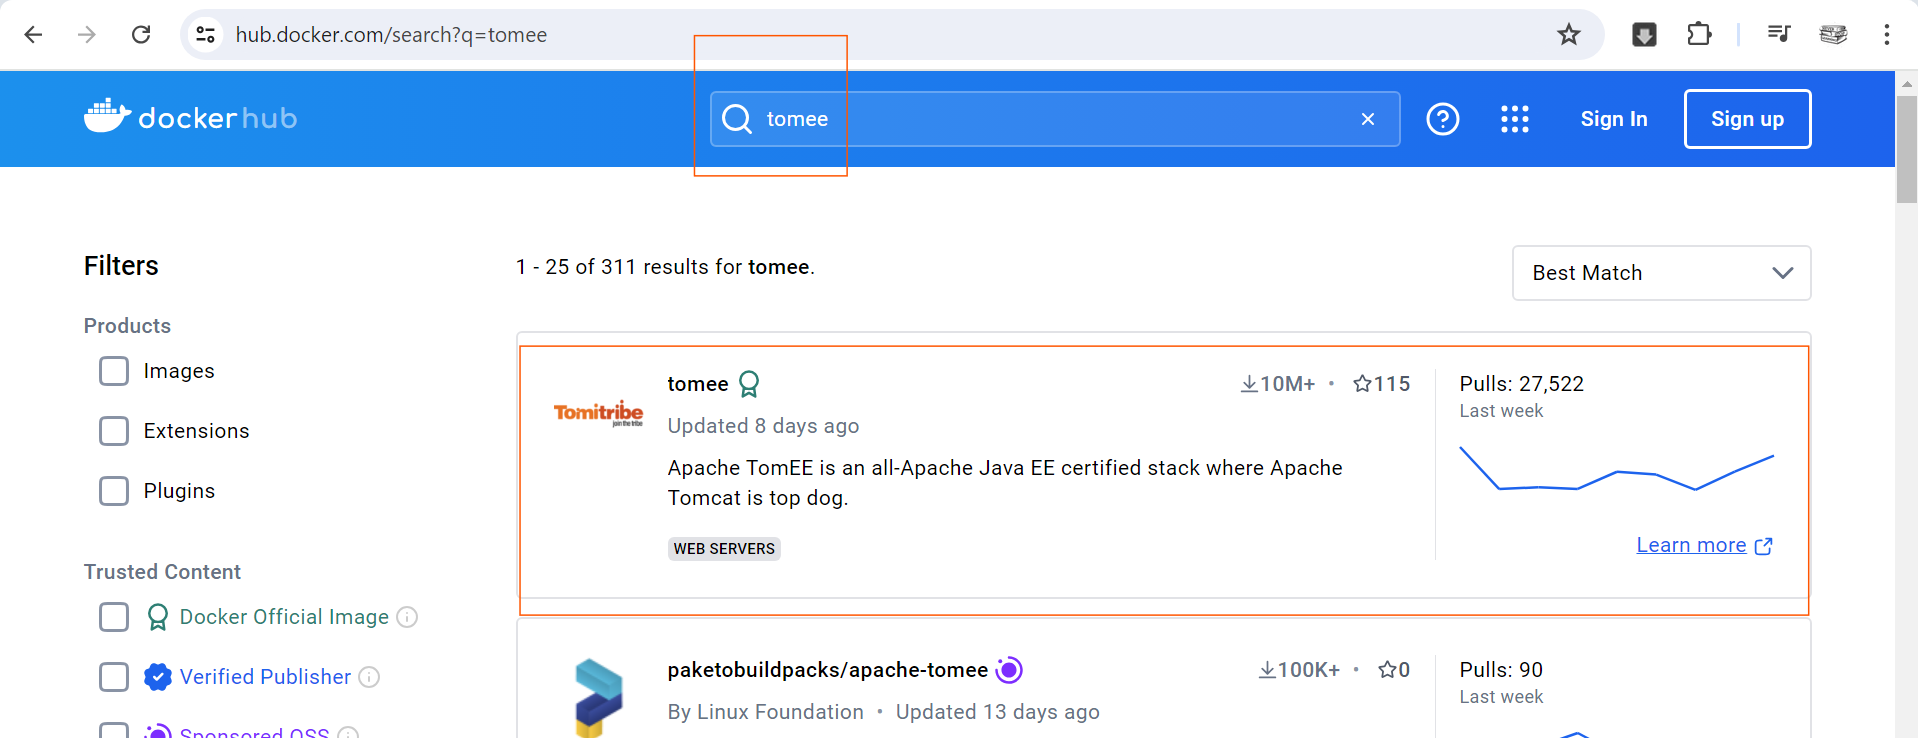 hub.docker.com/search?q=tomee
docker hub
tomee
Sign In
Sign up
Filters
1 - 25 of 311 results for tomee.
Best Match
Products
Images
Extensions
Plugins
Trusted Content
Docker Official Image
Verified Publisher
Sponsored OSS
Tomitribe
join the tribe
tomee
10M+ • 115
Updated 8 days ago
Apache TomEE is an all-Apache Java EE certified stack where Apache
Tomcat is top dog.
WEB SERVERS
Pulls: 27,522
Last week
Learn more
paketobuildpacks/apache-tomee
100K+ • 0
By Linux Foundation • Updated 13 days ago
Pulls: 90
Last week